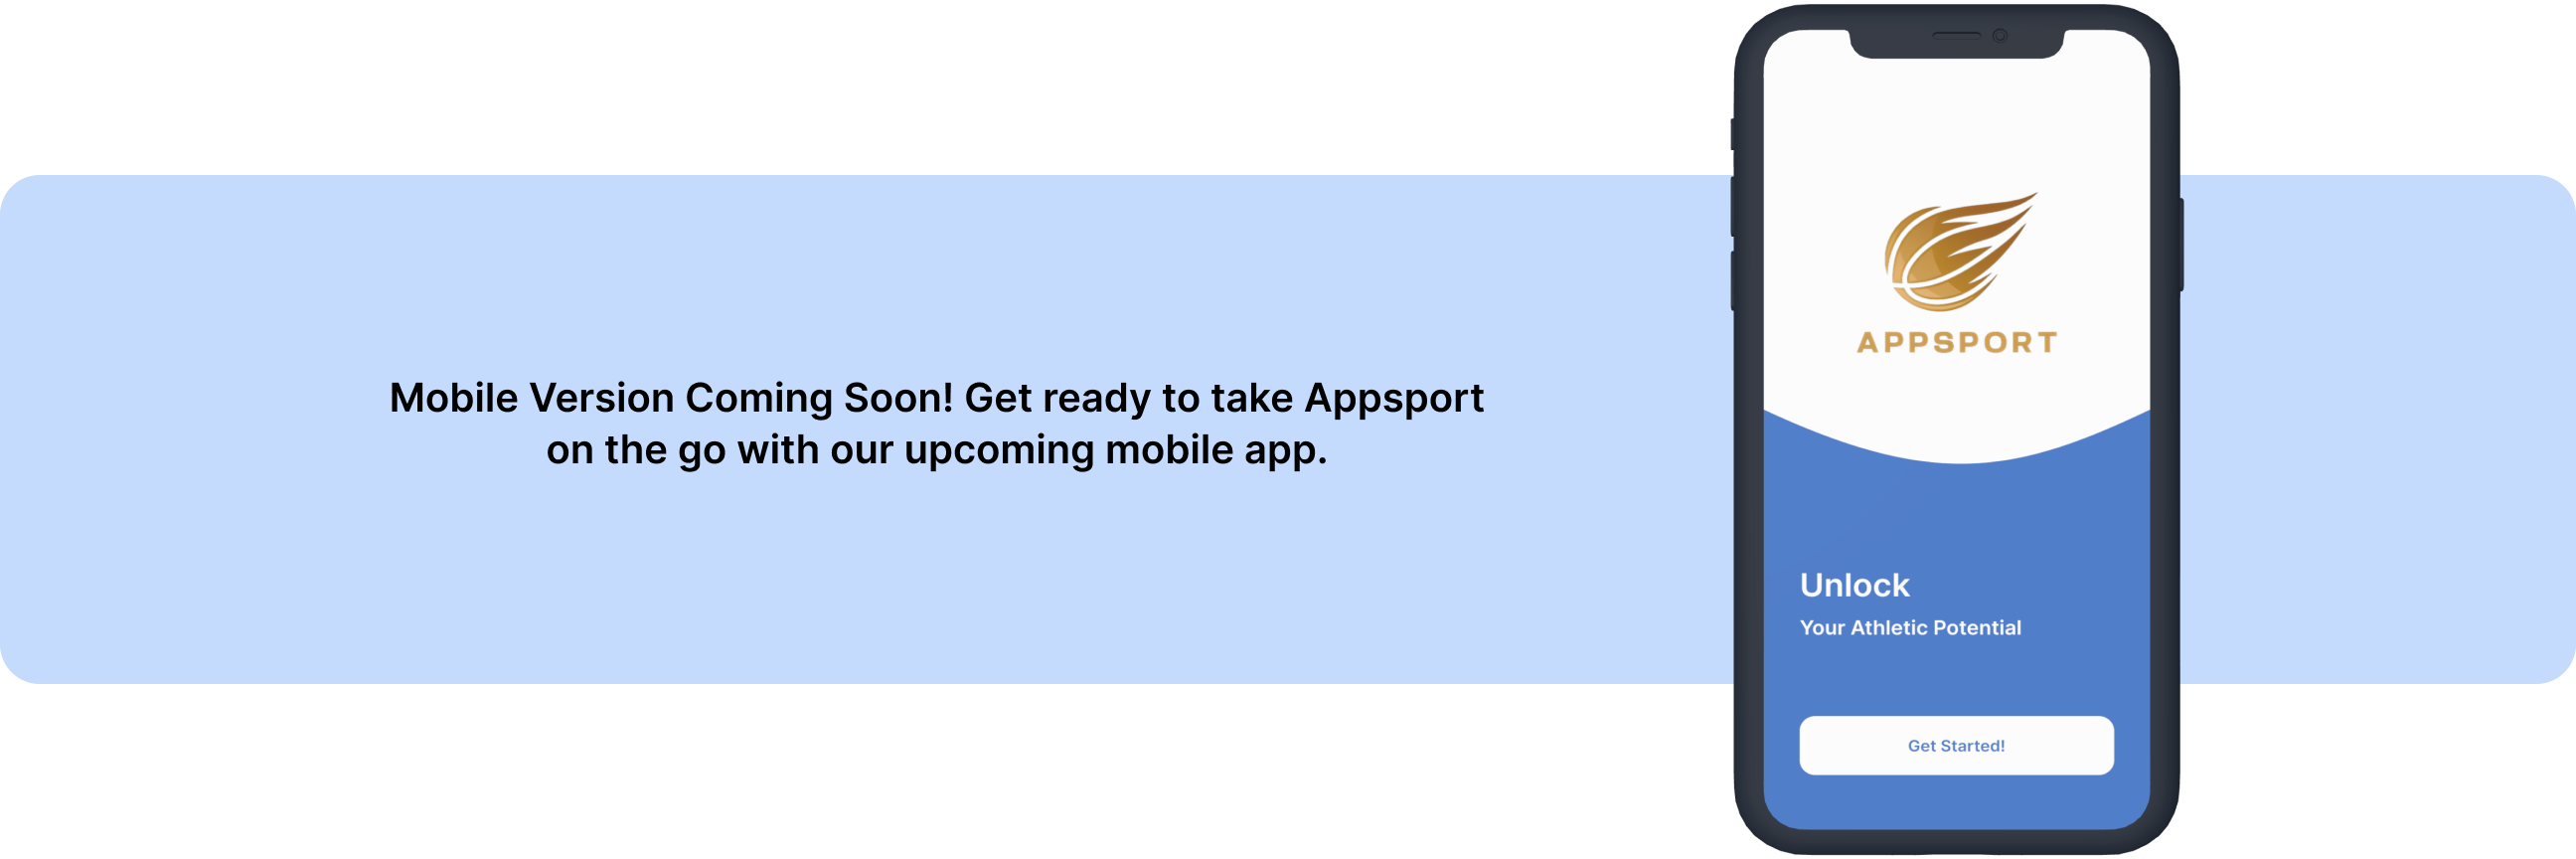 Mobile Version Coming Soon! Get ready to take Appsport
on the go with our upcoming mobile app.
APPSPORT
Unlock
Your Athletic Potential
Get Started!